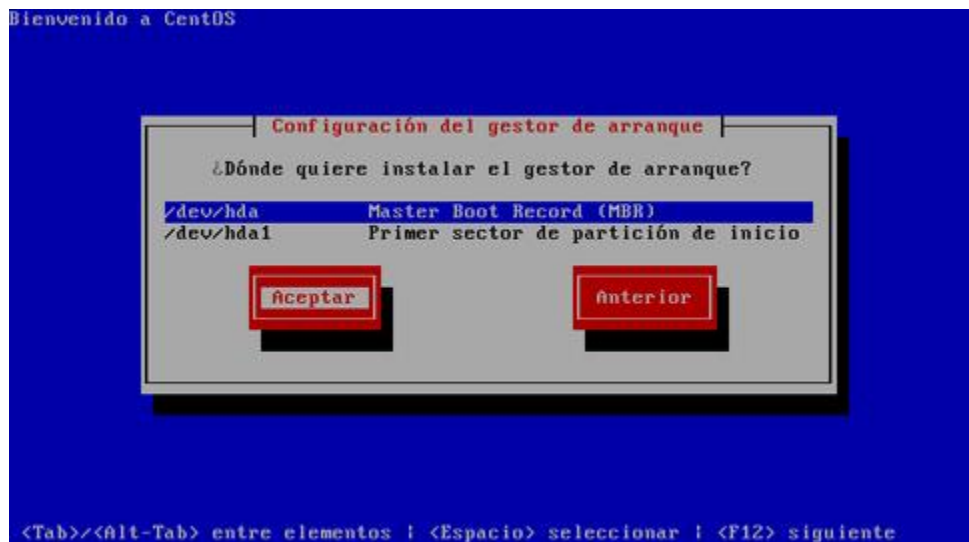 Bienvenido a CentOS
Configuración del gestor de arranque
¿Dónde quiere instalar el gestor de arranque?
/dev/hda Master Boot Record (MBR)
/dev/hda1 Primer sector de partición de inicio
Aceptar Anterior
<Tab>/<Alt-Tab> entre elementos | <Espacio> seleccionar | <F12> siguiente